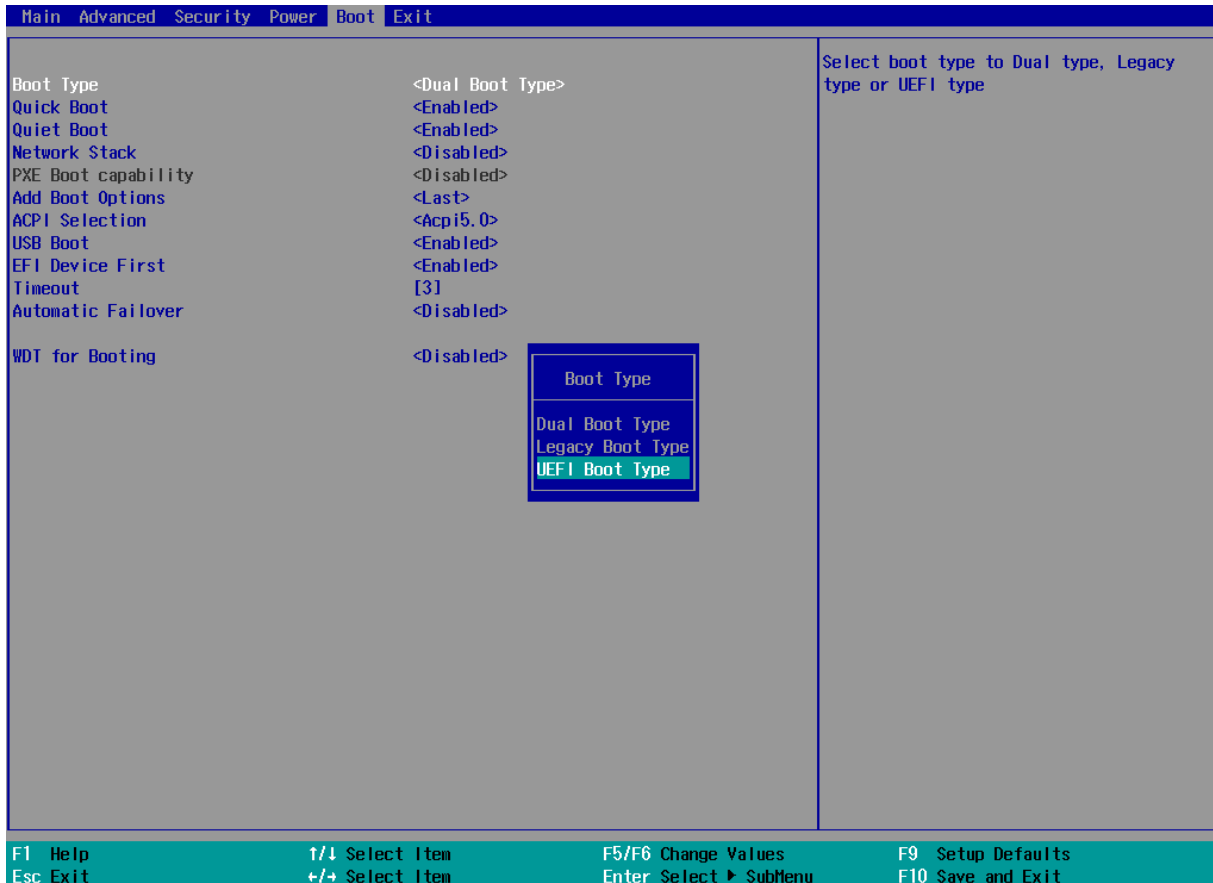 Main Advanced Security Power Boot Exit
Boot Type <Dual Boot Type>
Quick Boot <Enabled>
Quiet Boot <Enabled>
Network Stack <Disabled>
PXE Boot capability <Disabled>
Add Boot Options <Last>
ACPI Selection <Acpi5.0>
USB Boot <Enabled>
EFI Device First <Enabled>
Timeout [3]
Automatic Failover <Disabled>
WDT for Booting <Disabled>
Select boot type to Dual type, Legacy
type or UEFI type
Boot Type
Dual Boot Type
Legacy Boot Type
UEFI Boot Type
F1 Help ↑/↓ Select Item F5/F6 Change Values F9 Setup Defaults
Esc Exit ←/→ Select Item Enter Select ▶ SubMenu F10 Save and Exit